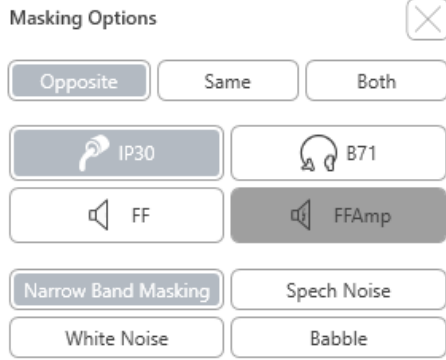 Masking Options
Opposite Same Both
IP30 B71
FF FFAmp
Narrow Band Masking Spech Noise
White Noise Babble